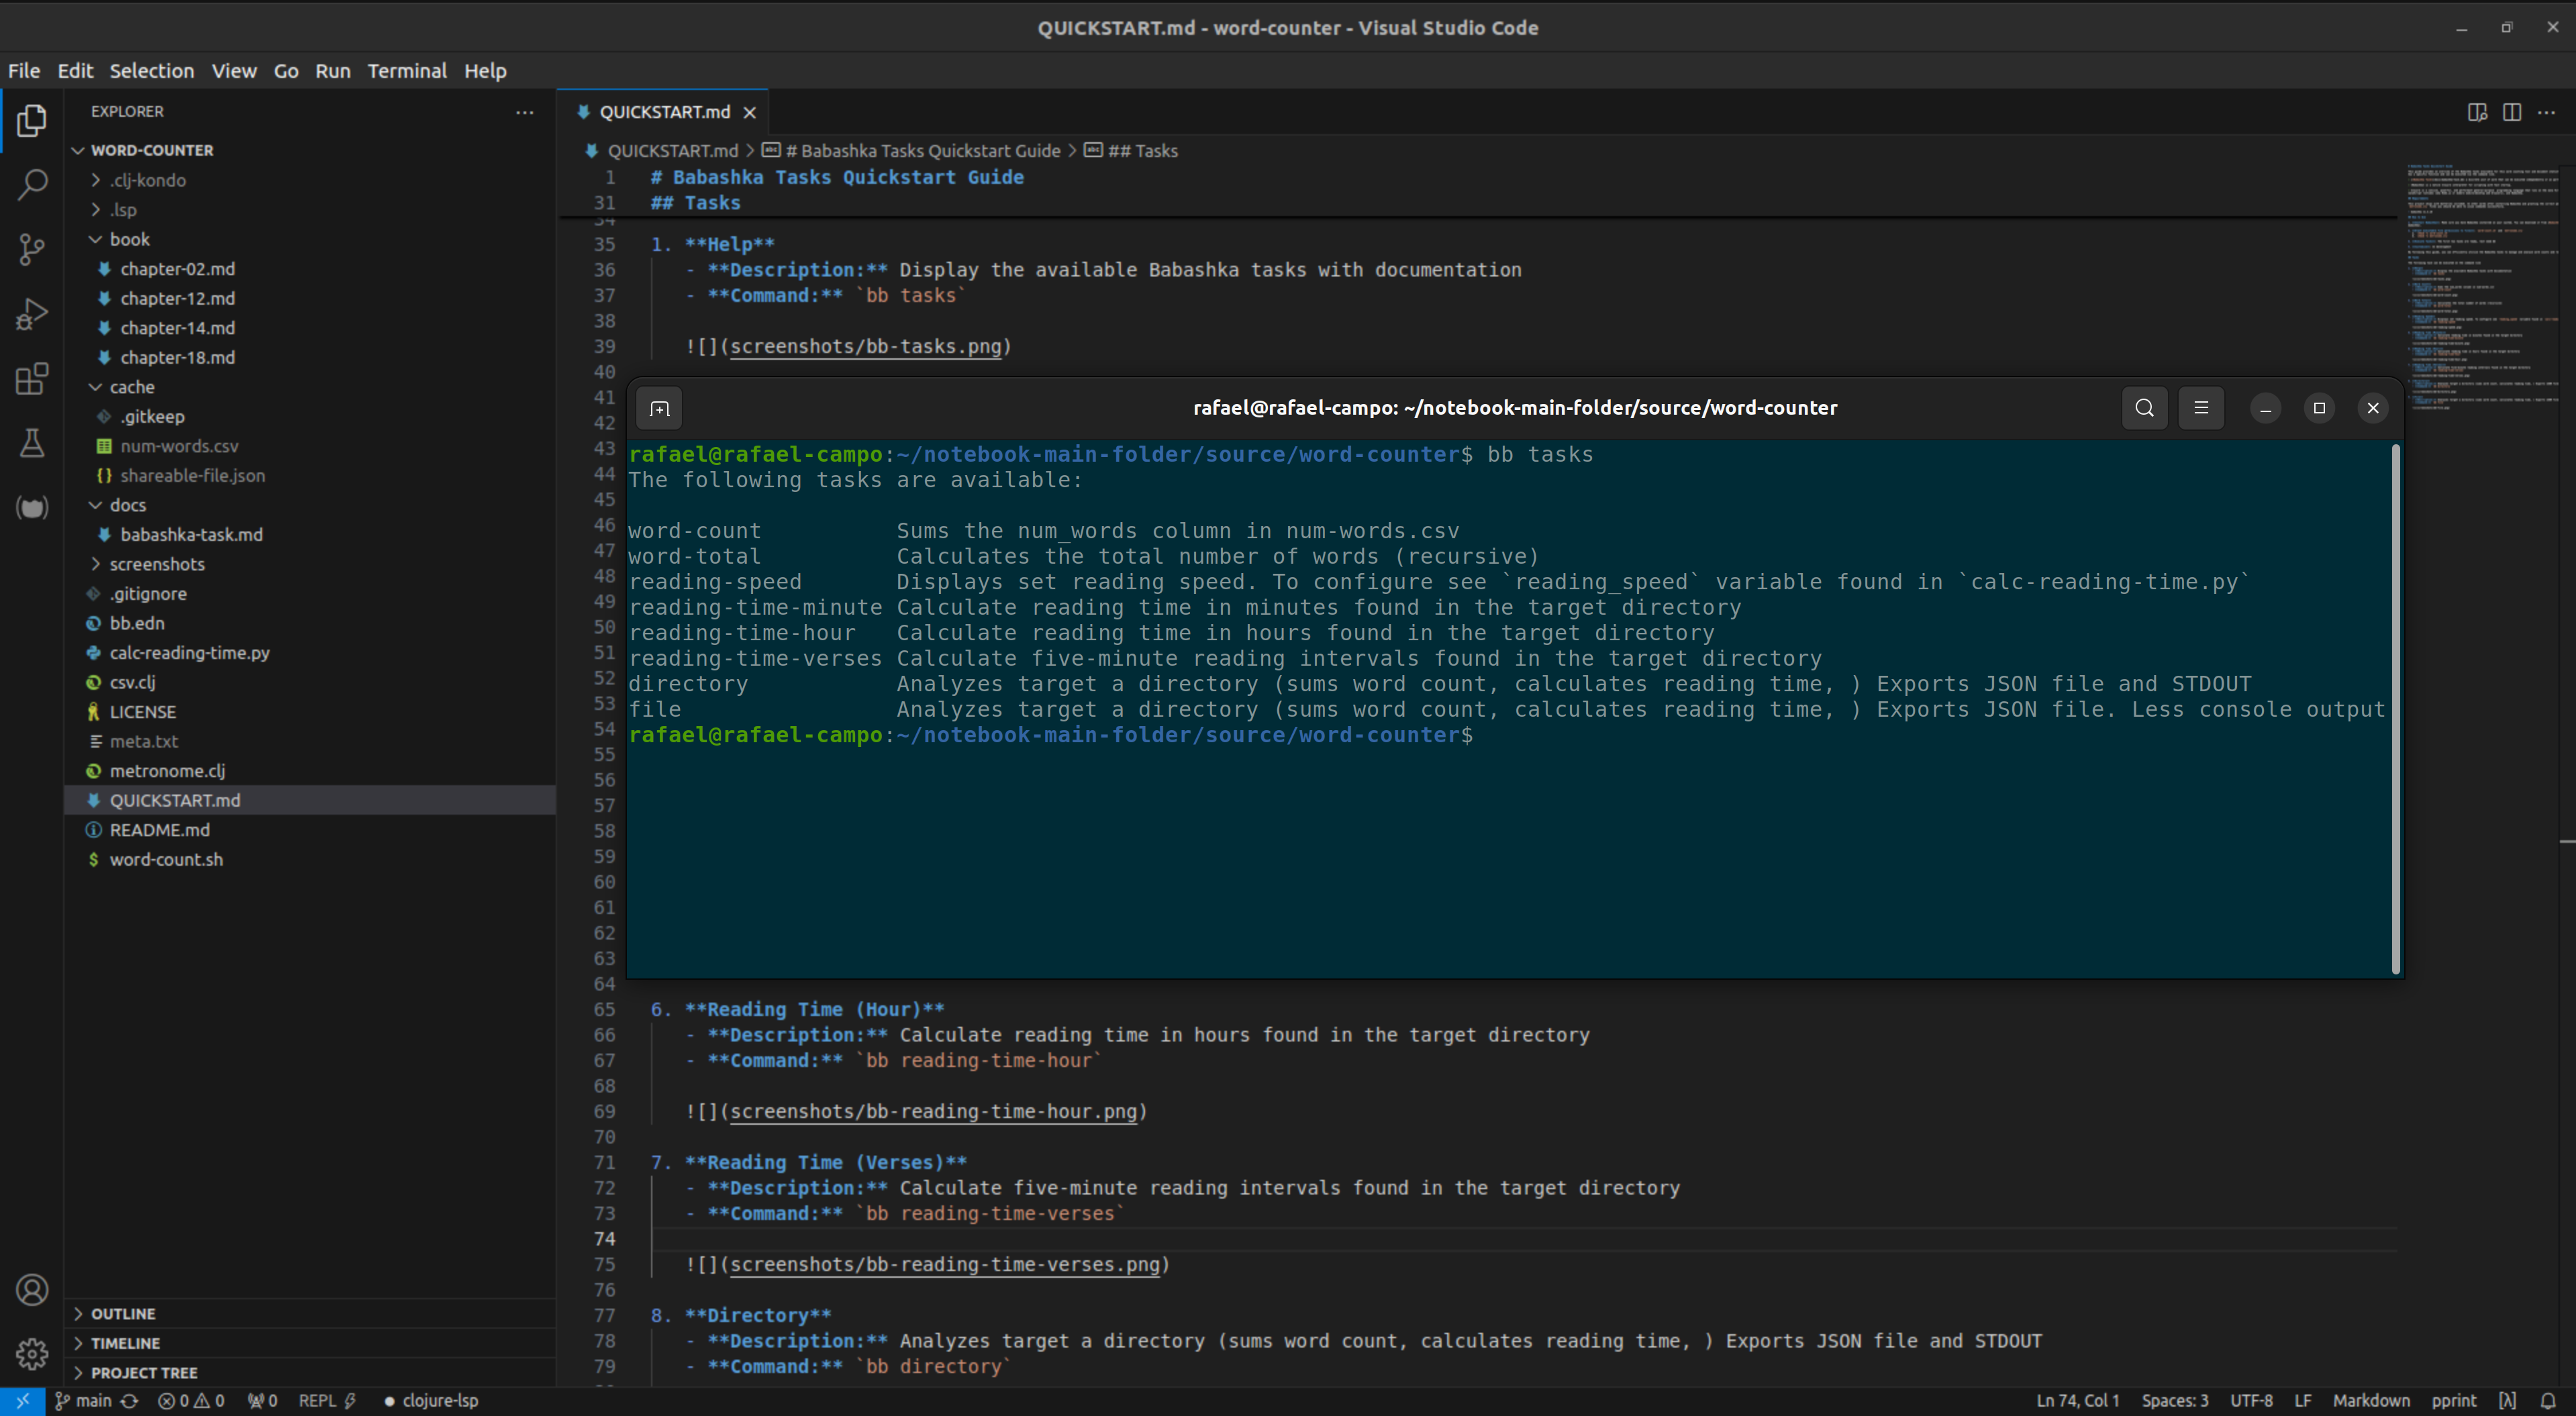 QUICKSTART.md - word-counter - Visual Studio Code
File Edit Selection View Go Run Terminal Help
EXPLORER
WORD-COUNTER
.clj-kondo
.lsp
book
chapter-02.md
chapter-12.md
chapter-14.md
chapter-18.md
cache
.gitkeep
num-words.csv
shareable-file.json
docs
babashka-task.md
screenshots
.gitignore
bb.edn
calc-reading-time.py
csv.clj
LICENSE
meta.txt
metronome.clj
QUICKSTART.md
README.md
word-count.sh
OUTLINE
TIMELINE
PROJECT TREE
QUICKSTART.md
QUICKSTART.md > # Babashka Tasks Quickstart Guide > ## Tasks
1 # Babashka Tasks Quickstart Guide
31 ## Tasks
34
35 1. **Help**
36 - **Description:** Display the available Babashka tasks with documentation
37 - **Command:** `bb tasks`
38
39 ![](screenshots/bb-tasks.png)
40
41
42
43
44
45
46
47
48
49
50
51
52
53
54
55
56
57
58
59
60
61
62
63
64
rafael@rafael-campo: ~/notebook-main-folder/source/word-counter
rafael@rafael-campo:~/notebook-main-folder/source/word-counter$ bb tasks
The following tasks are available:
word-count Sums the num_words column in num-words.csv
word-total Calculates the total number of words (recursive)
reading-speed Displays set reading speed. To configure see `reading_speed` variable found in `calc-reading-time.py`
reading-time-minute Calculate reading time in minutes found in the target directory
reading-time-hour Calculate reading time in hours found in the target directory
reading-time-verses Calculate five-minute reading intervals found in the target directory
directory Analyzes target a directory (sums word count, calculates reading time, ) Exports JSON file and STDOUT
file Analyzes target a directory (sums word count, calculates reading time, ) Exports JSON file. Less console output
rafael@rafael-campo:~/notebook-main-folder/source/word-counter$
65 6. **Reading Time (Hour)**
66 - **Description:** Calculate reading time in hours found in the target directory
67 - **Command:** `bb reading-time-hour`
68
69 ![](screenshots/bb-reading-time-hour.png)
70
71 7. **Reading Time (Verses)**
72 - **Description:** Calculate five-minute reading intervals found in the target directory
73 - **Command:** `bb reading-time-verses`
74
75 ![](screenshots/bb-reading-time-verses.png)
76
77 8. **Directory**
78 - **Description:** Analyzes target a directory (sums word count, calculates reading time, ) Exports JSON file and STDOUT
79 - **Command:** `bb directory`
main 0 0 0 REPL clojure-lsp Ln 74, Col 1 Spaces: 3 UTF-8 LF Markdown pprint [λ]